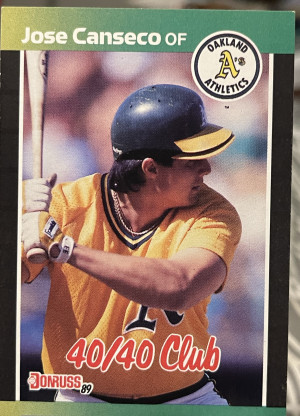 Jose Canseco OF
OAKLAND
A's
ATHLETICS
40/40 Club
DONRUSS
89